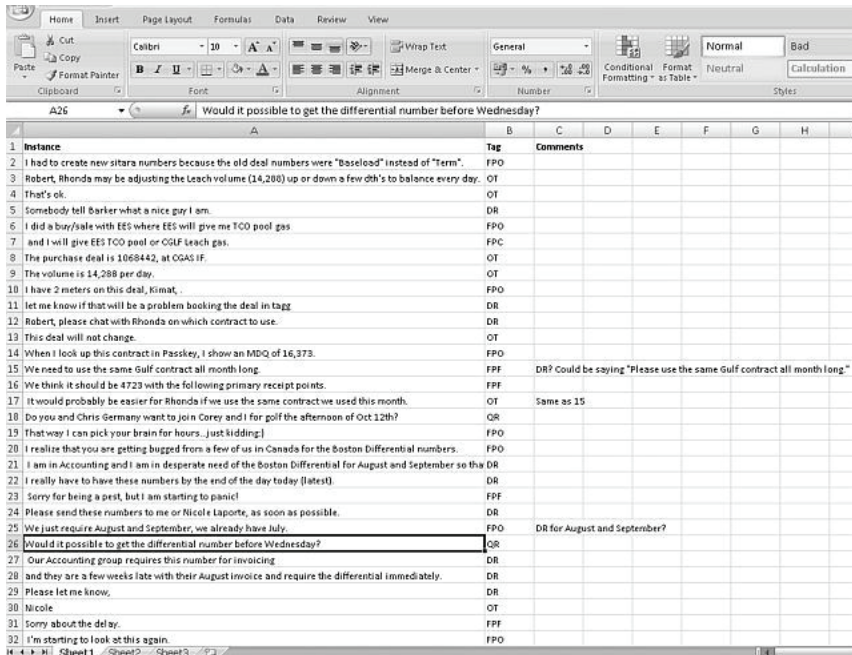 Home Insert Page Layout Formulas Data Review View
Cut
Copy
Format Painter
Paste
Clipboard
Calibri 10
B I U
Font
Wrap Text
Merge & Center
Alignment
General
Number
Conditional Formatting
Format as Table
Normal Bad
Neutral Calculation
Styles
A26 fx Would it possible to get the differential number before Wednesday?
A B C D E F G H
1 Instance Tag Comments
2 I had to create new sitara numbers because the old deal numbers were "Baseload" instead of "Term". FPO
3 Robert, Rhonda may be adjusting the Leach volume (14,288) up or down a few dth's to balance every day. OT
4 That's ok. OT
5 Somebody tell Barker what a nice guy I am. DR
6 I did a buy/sale with EES where EES will give me TCO pool gas FPO
7 and I will give EES TCO pool or CGLF Leach gas. FPC
8 The purchase deal is 1068442, at CGAS IF. OT
9 The volume is 14,288 per day. OT
10 I have 2 meters on this deal, Kimat, . FPO
11 let me know if that will be a problem booking the deal in tagg DR
12 Robert, please chat with Rhonda on which contract to use. DR
13 This deal will not change. OT
14 When I look up this contract in Passkey, I show an MDQ of 16,373. FPO
15 We need to use the same Gulf contract all month long. FPF DR? Could be saying "Please use the same Gulf contract all month long."
16 We think it should be 4723 with the following primary receipt points. FPF
17 It would probably be easier for Rhonda if we use the same contract we used this month. OT Same as 15
18 Do you and Chris Germany want to join Corey and I for golf the afternoon of Oct 12th? QR
19 That way I can pick your brain for hours..just kidding:) FPO
20 I realize that you are getting bugged from a few of us in Canada for the Boston Differential numbers. FPO
21 I am in Accounting and I am in desperate need of the Boston Differential for August and September so tha DR
22 I really have to have these numbers by the end of the day today (latest). DR
23 Sorry for being a pest, but I am starting to panic! FPF
24 Please send these numbers to me or Nicole Laporte, as soon as possible. DR
25 We just require August and September, we already have July. FPO DR for August and September?
26 Would it possible to get the differential number before Wednesday? QR
27 Our Accounting group requires this number for invoicing DR
28 and they are a few weeks late with their August invoice and require the differential immediately. DR
29 Please let me know, DR
30 Nicole OT
31 Sorry about the delay. FPF
32 I'm starting to look at this again. FPO
Sheet1 Sheet2 Sheet3